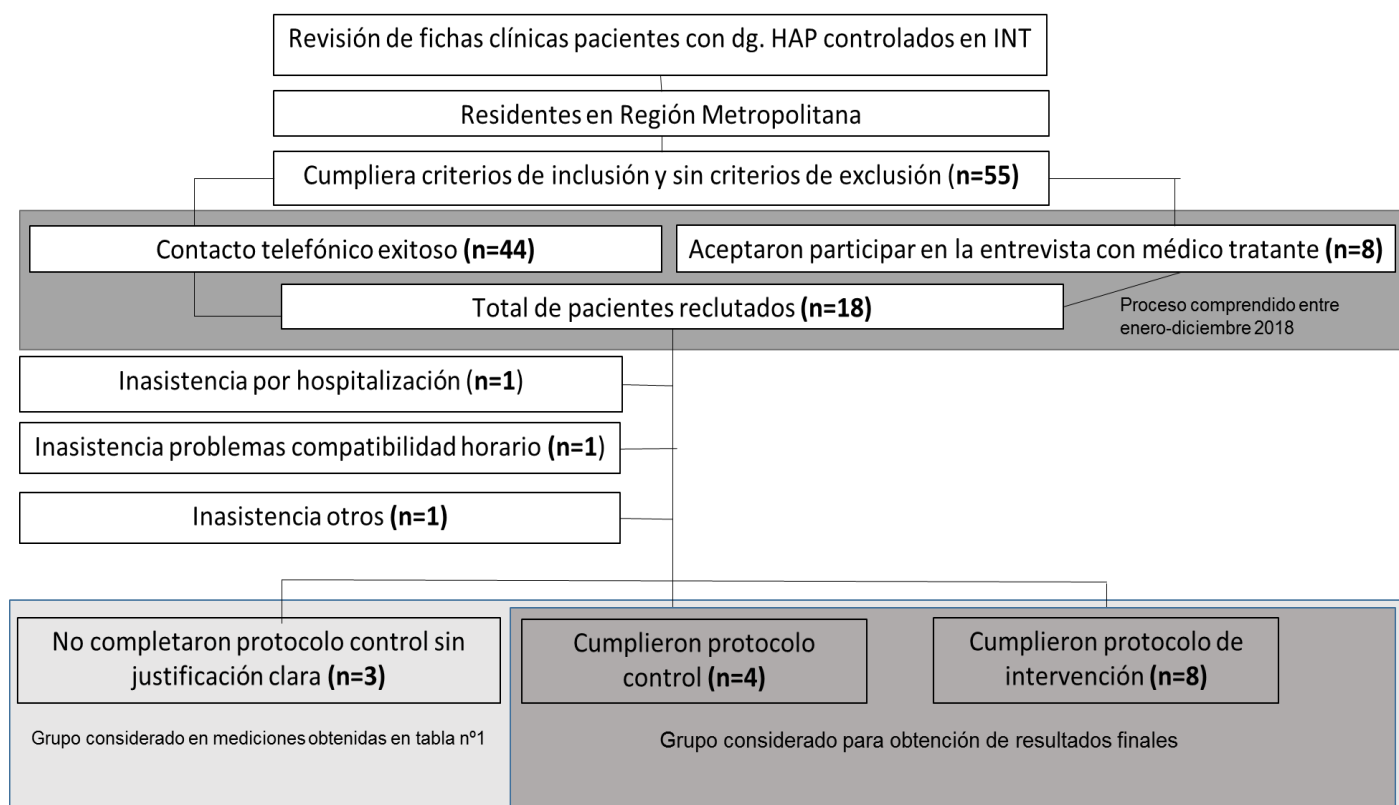 Revisión de fichas clínicas pacientes con dg. HAP controlados en INT
Residentes en Región Metropolitana
Cumpliera criterios de inclusión y sin criterios de exclusión (n=55)
Contacto telefónico exitoso (n=44)
Aceptaron participar en la entrevista con médico tratante (n=8)
Total de pacientes reclutados (n=18)
Proceso comprendido entre
enero-diciembre 2018
Inasistencia por hospitalización (n=1)
Inasistencia problemas compatibilidad horario (n=1)
Inasistencia otros (n=1)
No completaron protocolo control sin
justificación clara (n=3)
Cumplieron protocolo
control (n=4)
Cumplieron protocolo de
intervención (n=8)
Grupo considerado en mediciones obtenidas en tabla nº1
Grupo considerado para obtención de resultados finales